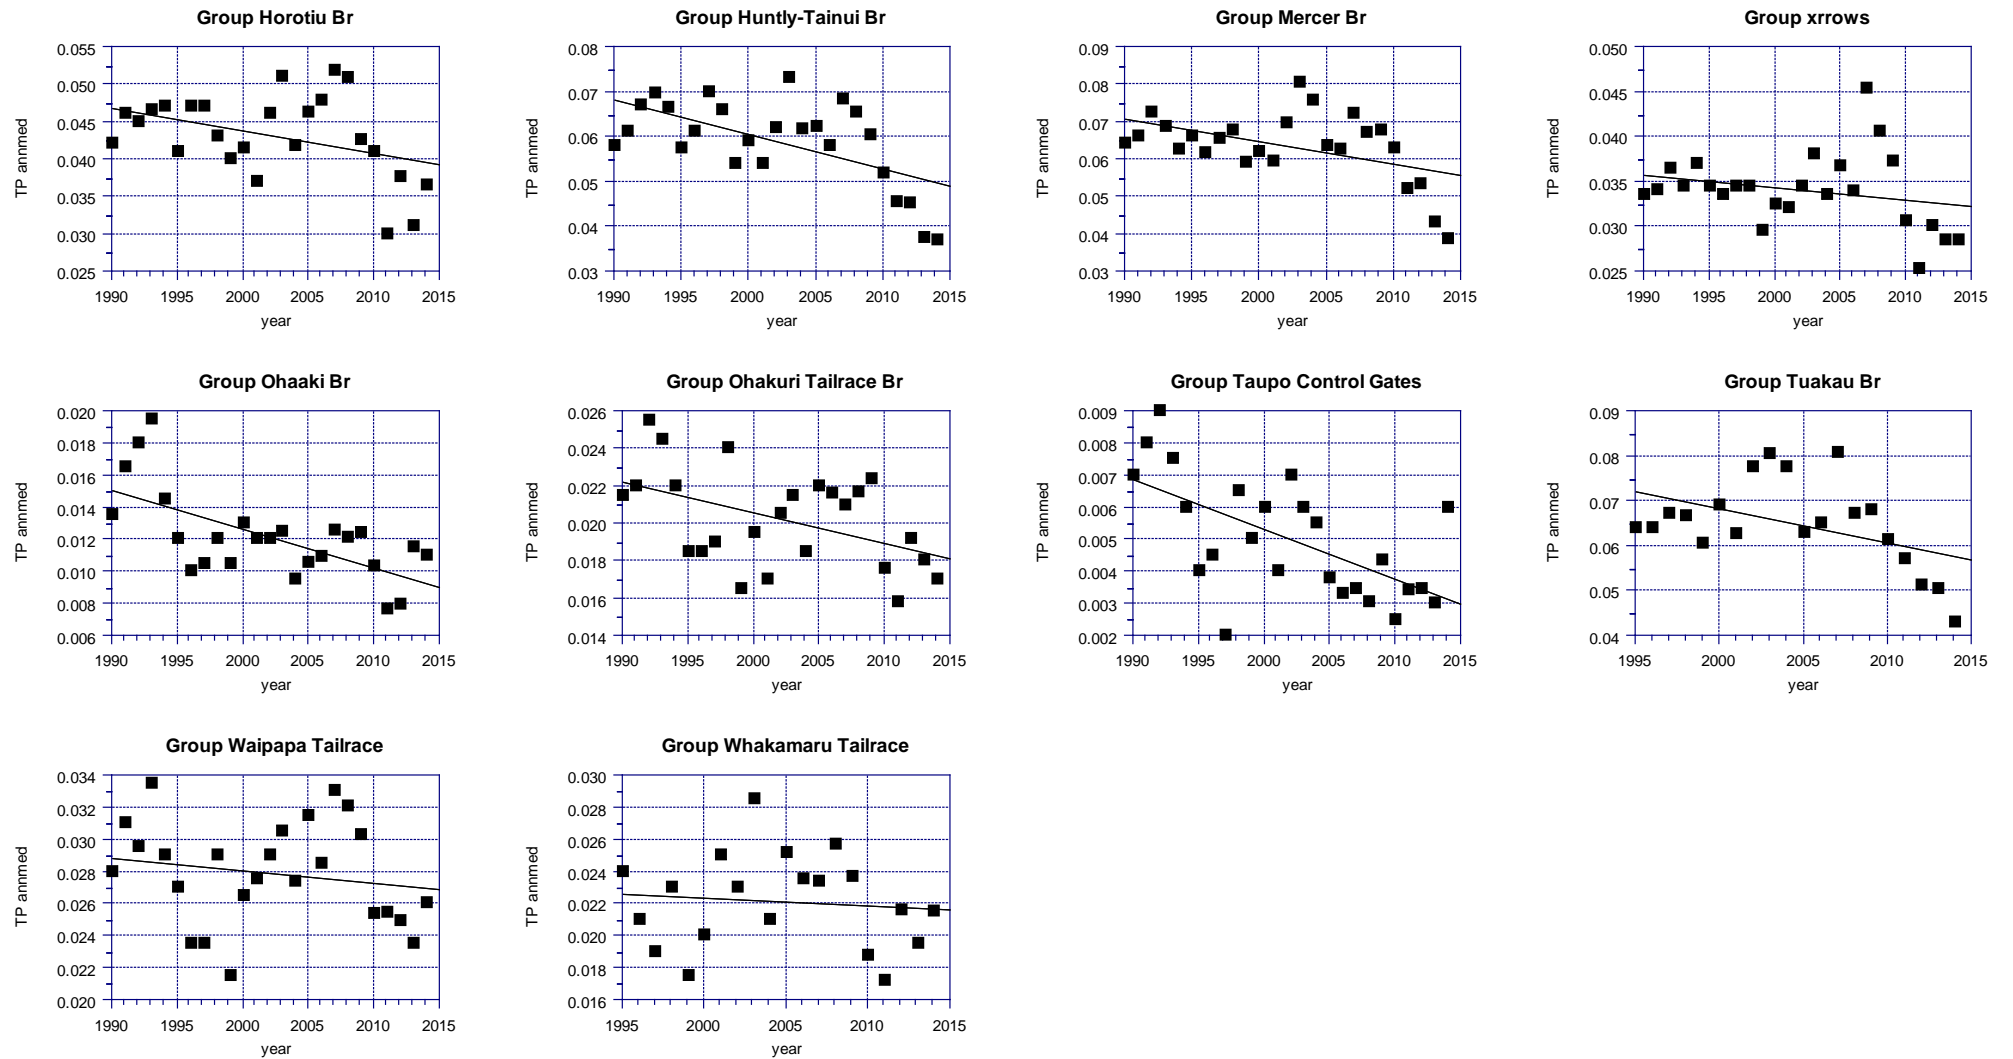 Group Horotiu Br
0.055
0.050
0.045
0.040
0.035
0.030
0.025
TP annmed
1990 1995 2000 2005 2010 2015
year
Group Huntly-Tainui Br
0.08
0.07
0.06
0.05
0.04
0.03
TP annmed
1990 1995 2000 2005 2010 2015
year
Group Mercer Br
0.09
0.08
0.07
0.06
0.05
0.04
0.03
TP annmed
1990 1995 2000 2005 2010 2015
year
Group xrrows
0.050
0.045
0.040
0.035
0.030
0.025
TP annmed
1990 1995 2000 2005 2010 2015
year
Group Ohaaki Br
0.020
0.018
0.016
0.014
0.012
0.010
0.008
0.006
TP annmed
1990 1995 2000 2005 2010 2015
year
Group Ohakuri Tailrace Br
0.026
0.024
0.022
0.020
0.018
0.016
0.014
TP annmed
1990 1995 2000 2005 2010 2015
year
Group Taupo Control Gates
0.009
0.008
0.007
0.006
0.005
0.004
0.003
0.002
TP annmed
1990 1995 2000 2005 2010 2015
year
Group Tuakau Br
0.09
0.08
0.07
0.06
0.05
0.04
TP annmed
1995 2000 2005 2010 2015
year
Group Waipapa Tailrace
0.034
0.032
0.030
0.028
0.026
0.024
0.022
0.020
TP annmed
1990 1995 2000 2005 2010 2015
year
Group Whakamaru Tailrace
0.030
0.028
0.026
0.024
0.022
0.020
0.018
0.016
TP annmed
1995 2000 2005 2010 2015
year